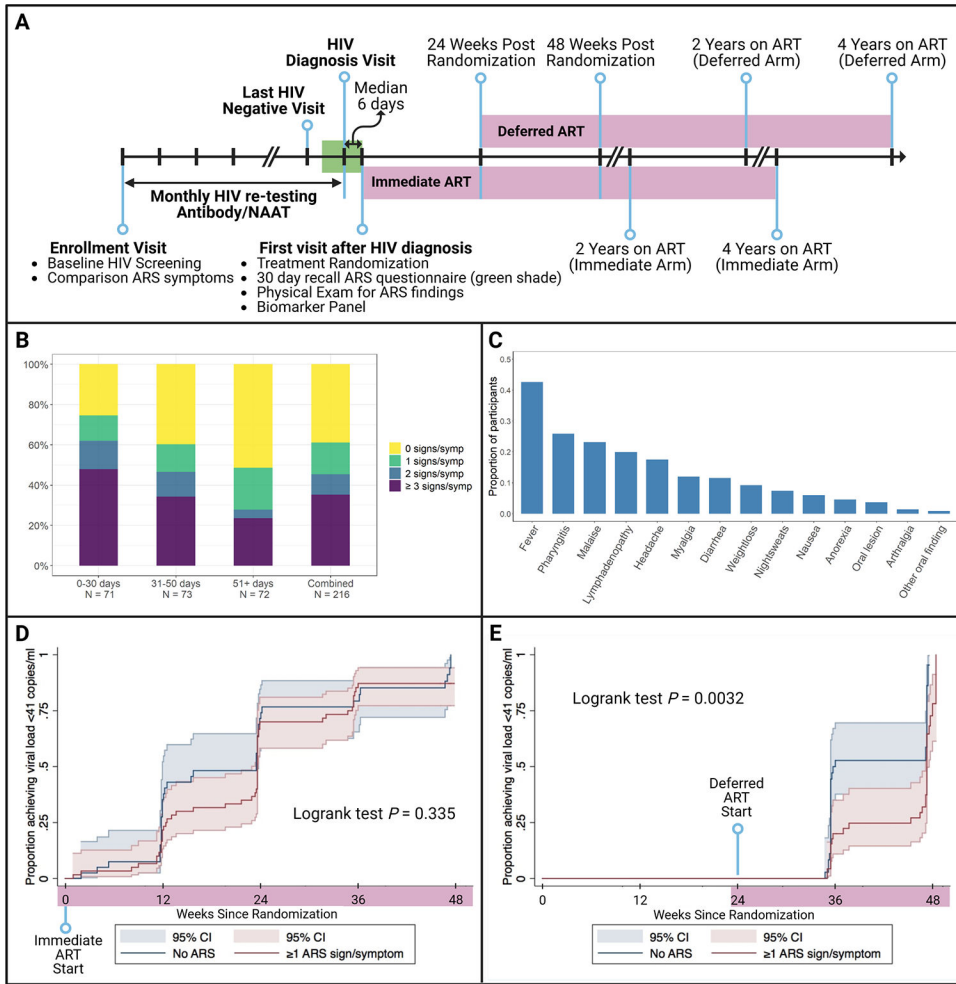 A
HIV
Diagnosis Visit
24 Weeks Post
Randomization
48 Weeks Post
Randomization
2 Years on ART
(Deferred Arm)
4 Years on ART
(Deferred Arm)
Last HIV
Negative Visit
Median
6 days
Deferred ART
Immediate ART
Monthly HIV re-testing
Antibody/NAAT
Enrollment Visit
• Baseline HIV Screening
• Comparison ARS symptoms
First visit after HIV diagnosis
• Treatment Randomization
• 30 day recall ARS questionnaire (green shade)
• Physical Exam for ARS findings
• Biomarker Panel
2 Years on ART
(Immediate Arm)
4 Years on ART
(Immediate Arm)
B
100%
80%
60%
40%
20%
0%
0-30 days
N = 71
31-50 days
N = 73
51+ days
N = 72
Combined
N = 216
0 signs/symp
1 signs/symp
2 signs/symp
≥ 3 signs/symp
C
Proportion of participants
0.5
0.4
0.3
0.2
0.1
0.0
Fever
Pharyngitis
Malaise
Lymphadenopathy
Headache
Myalgia
Diarrhea
Weightloss
Nightsweats
Nausea
Anorexia
Oral lesion
Arthralgia
Other oral finding
D
Proportion achieving viral load <41 copies/ml
1
.75
.5
.25
0
Logrank test P = 0.335
0 12 24 36 48
Weeks Since Randomization
Immediate
ART
Start
95% CI 95% CI
No ARS ≥1 ARS sign/symptom
E
Proportion achieving viral load <41 copies/ml
1
.75
.5
.25
0
Logrank test P = 0.0032
Deferred
ART
Start
0 12 24 36 48
Weeks Since Randomization
95% CI 95% CI
No ARS ≥1 ARS sign/symptom